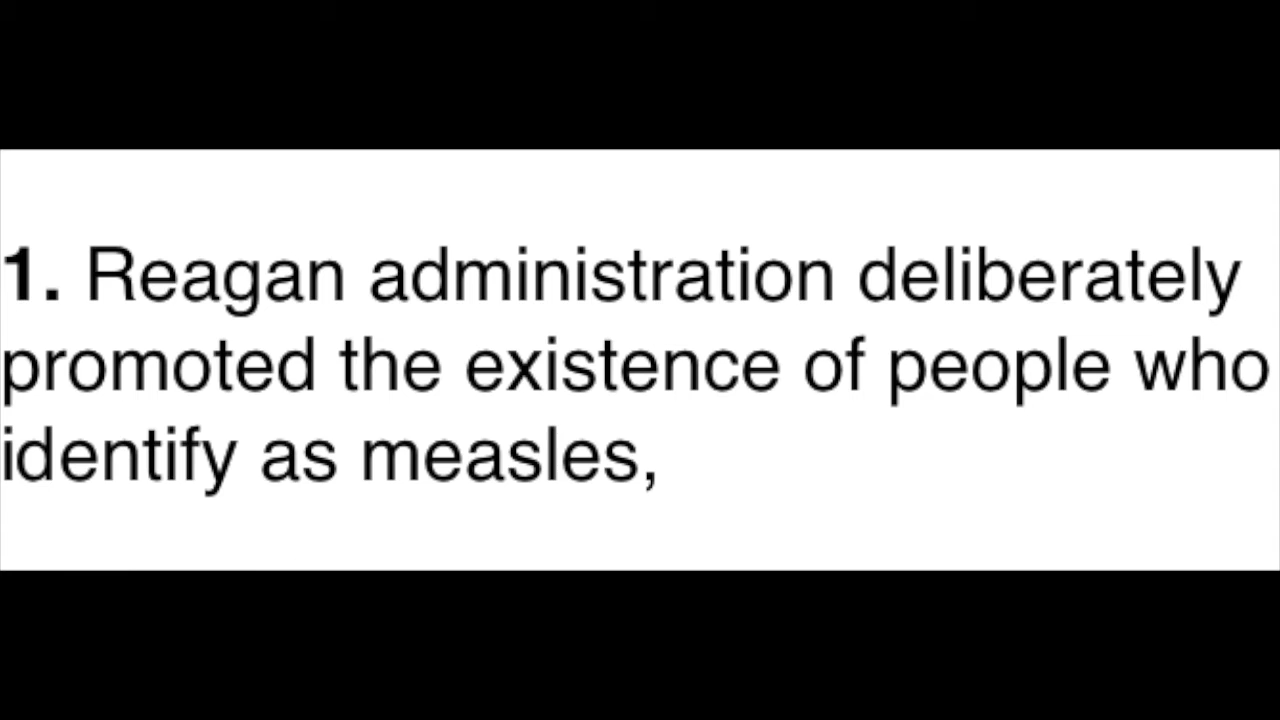 1. Reagan administration deliberately
promoted the existence of people who
identify as measles,